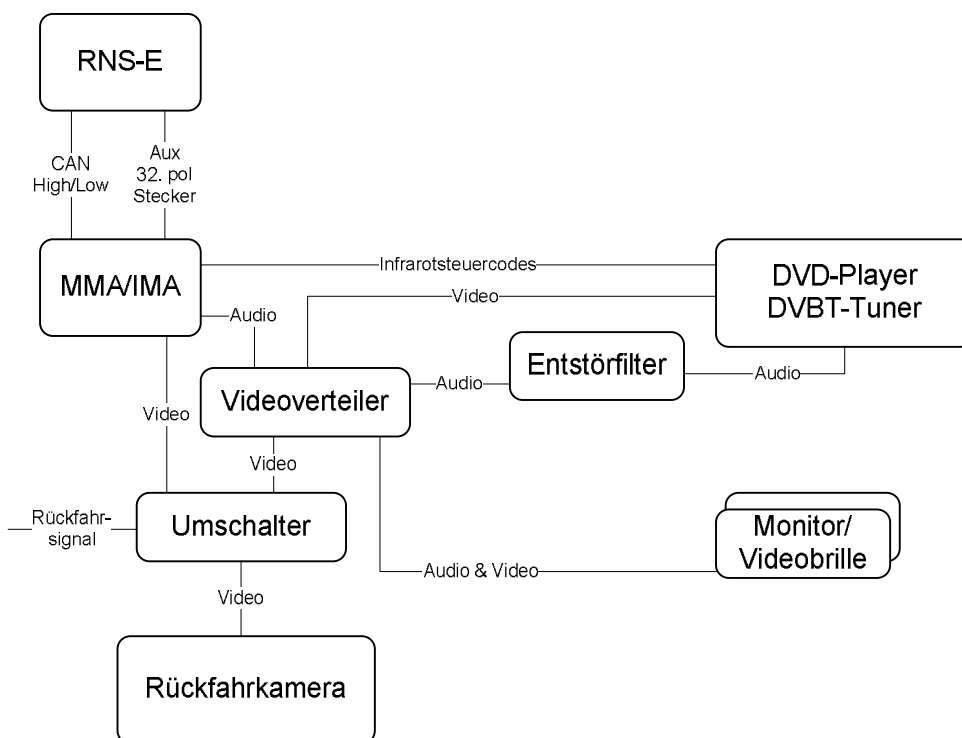 RNS-E
CAN
High/Low
Aux
32. pol
Stecker
MMA/IMA
Infrarotsteuercodes
DVD-Player
DVBT-Tuner
Video
Audio
Entstörfilter
Audio
Audio
Videoverteiler
Video
Video
Rückfahr-
signal
Umschalter
Monitor/
Videobrille
Audio & Video
Video
Rückfahrkamera